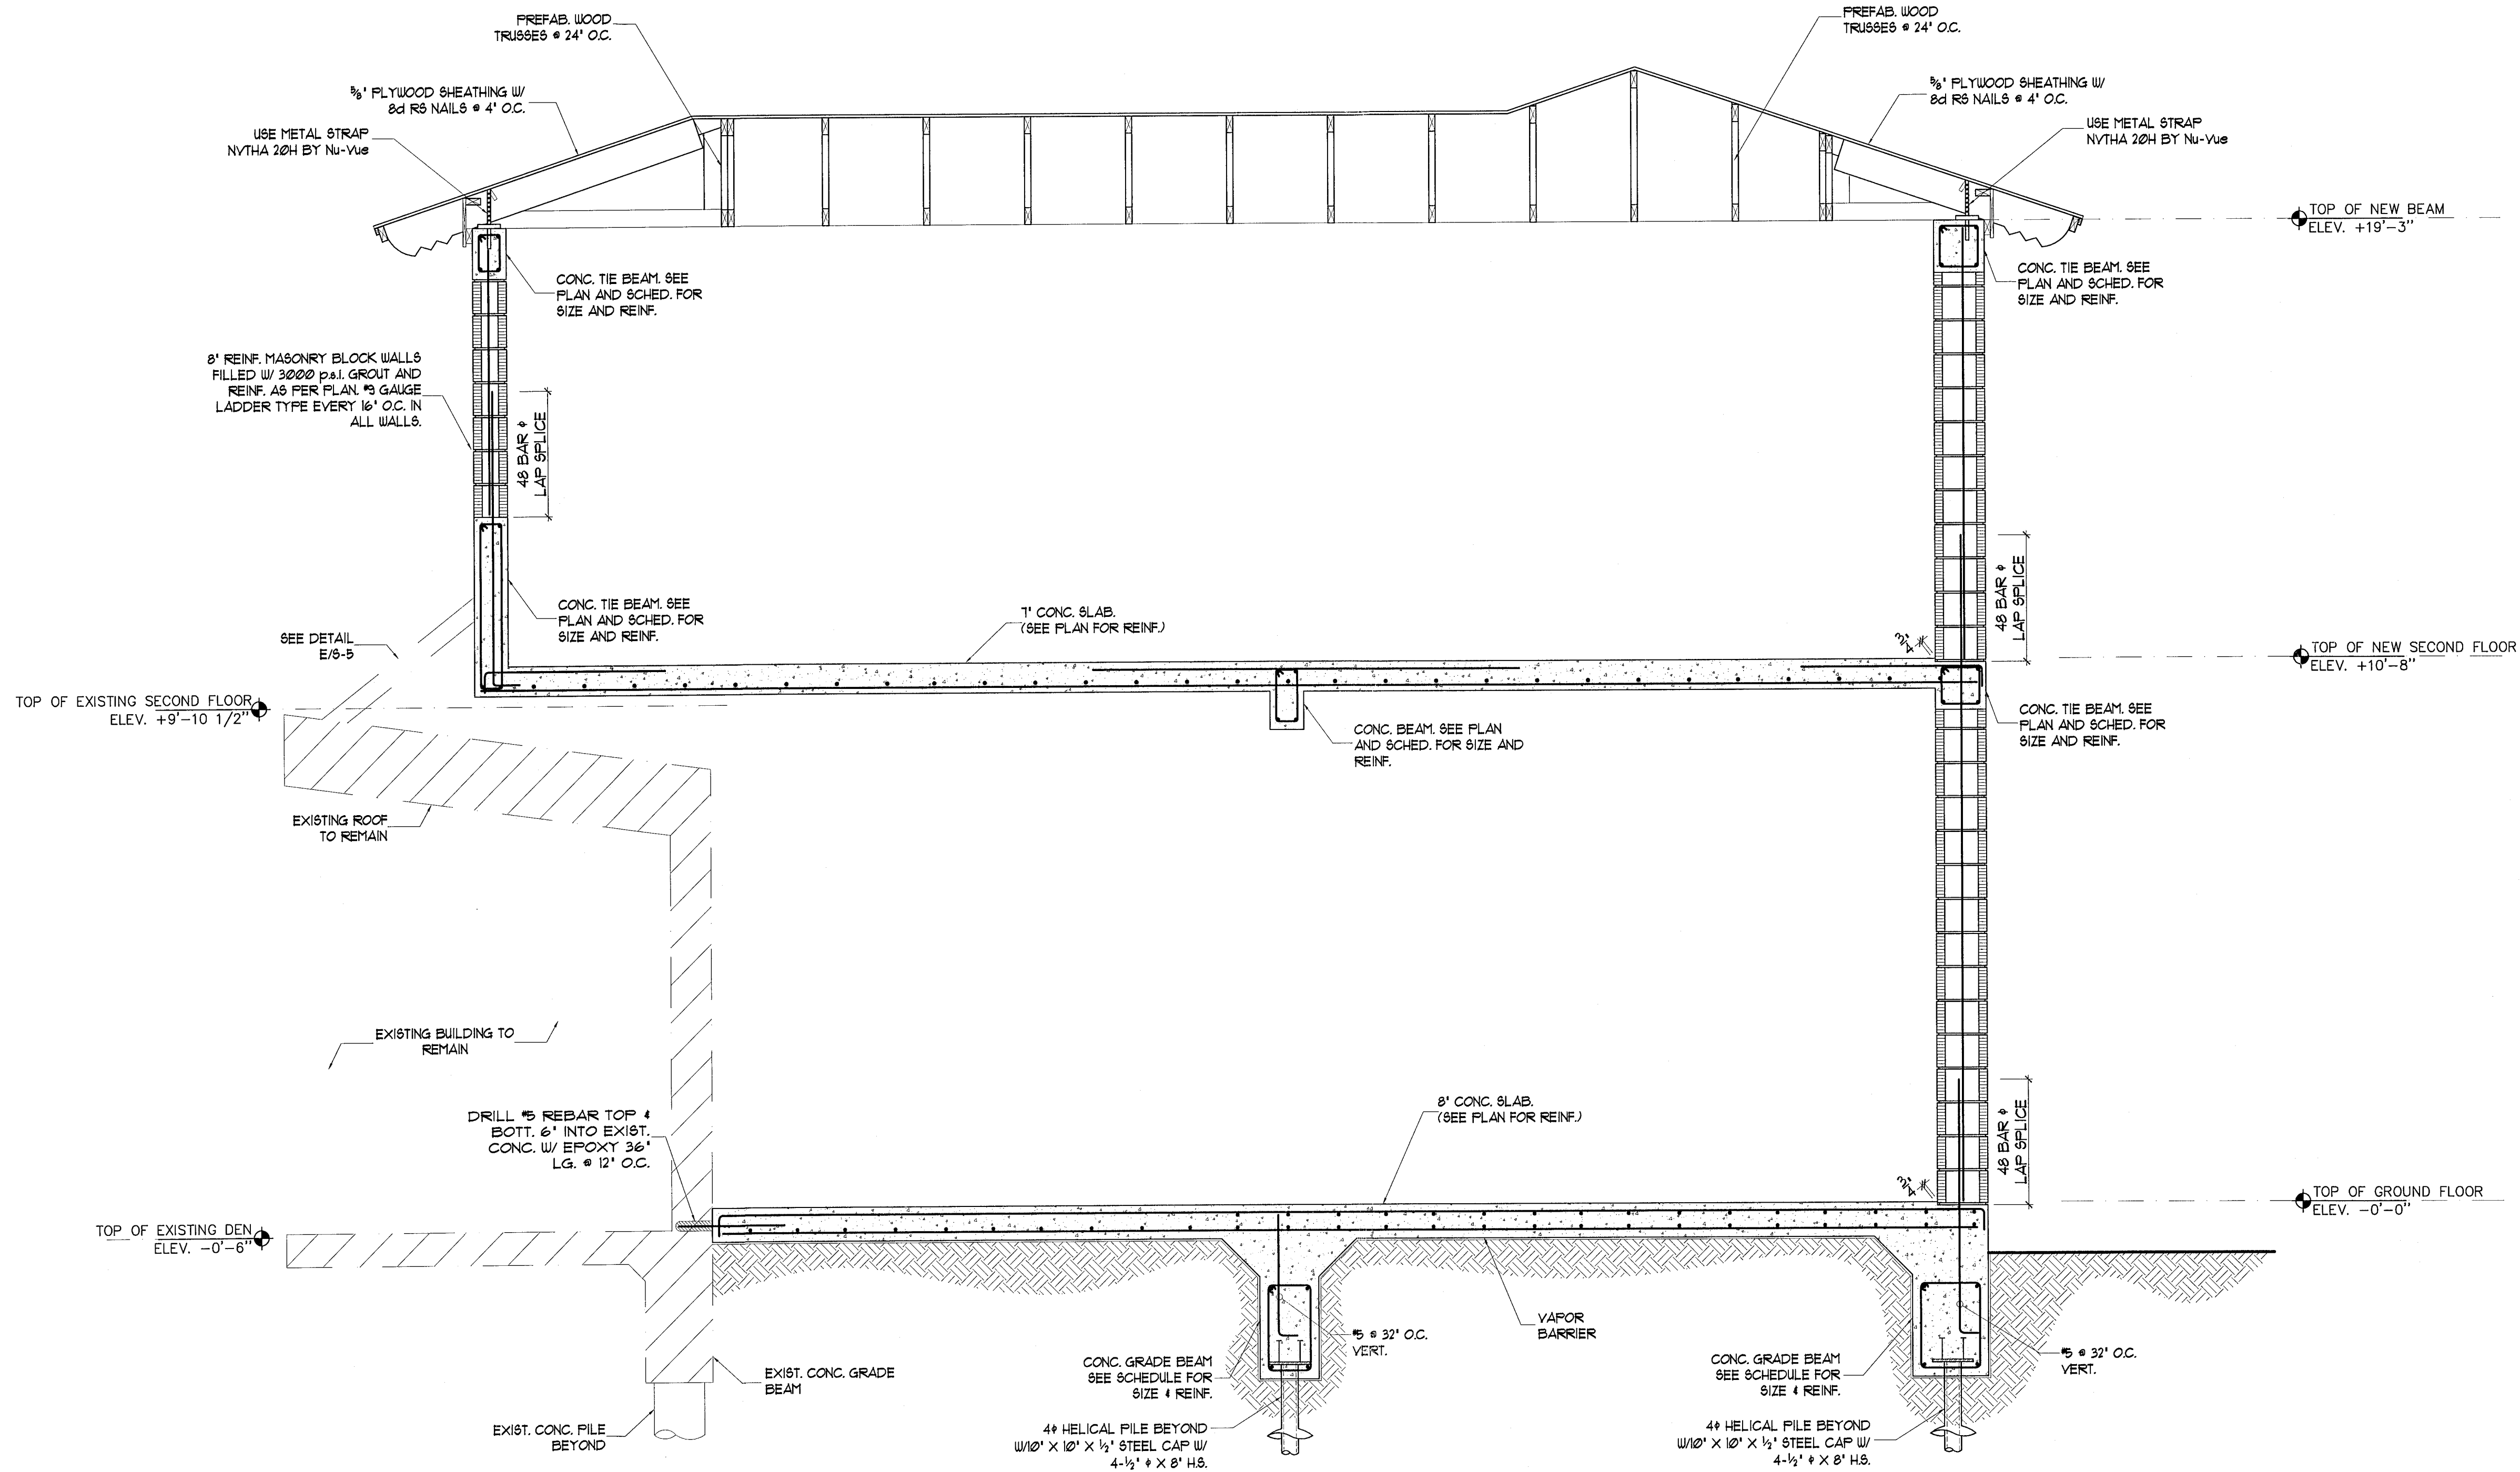 PREFAB. WOOD
TRUSSES @ 24" O.C.
PREFAB. WOOD
TRUSSES @ 24" O.C.
⅝" PLYWOOD SHEATHING W/
8d RS NAILS @ 4" O.C.
⅝" PLYWOOD SHEATHING W/
8d RS NAILS @ 4" O.C.
USE METAL STRAP
NVTHA 20H BY Nu-Vue
USE METAL STRAP
NVTHA 20H BY Nu-Vue
TOP OF NEW BEAM
ELEV. +19'-3"
CONC. TIE BEAM. SEE
PLAN AND SCHED. FOR
SIZE AND REINF.
CONC. TIE BEAM. SEE
PLAN AND SCHED. FOR
SIZE AND REINF.
8" REINF. MASONRY BLOCK WALLS
FILLED W/ 3000 p.s.i. GROUT AND
REINF. AS PER PLAN. #9 GAUGE
LADDER TYPE EVERY 16" O.C. IN
ALL WALLS.
48 BAR φ
LAP SPLICE
48 BAR φ
LAP SPLICE
CONC. TIE BEAM. SEE
PLAN AND SCHED. FOR
SIZE AND REINF.
7" CONC. SLAB.
(SEE PLAN FOR REINF.)
SEE DETAIL
E/S-5
3/4"
TOP OF NEW SECOND FLOOR
ELEV. +10'-8"
TOP OF EXISTING SECOND FLOOR
ELEV. +9'-10 1/2"
CONC. TIE BEAM. SEE
PLAN AND SCHED. FOR
SIZE AND REINF.
CONC. BEAM. SEE PLAN
AND SCHED. FOR SIZE AND
REINF.
EXISTING ROOF
TO REMAIN
EXISTING BUILDING TO
REMAIN
DRILL #5 REBAR TOP &
BOTT. 6" INTO EXIST.
CONC. W/ EPOXY 36"
LG. @ 12" O.C.
8" CONC. SLAB.
(SEE PLAN FOR REINF.)
48 BAR φ
LAP SPLICE
3/4"
TOP OF GROUND FLOOR
ELEV. -0'-0"
TOP OF EXISTING DEN
ELEV. -0'-6"
VAPOR
BARRIER
#5 @ 32" O.C.
VERT.
#5 @ 32" O.C.
VERT.
EXIST. CONC. GRADE
BEAM
CONC. GRADE BEAM
SEE SCHEDULE FOR
SIZE & REINF.
CONC. GRADE BEAM
SEE SCHEDULE FOR
SIZE & REINF.
EXIST. CONC. PILE
BEYOND
4φ HELICAL PILE BEYOND
W/10" X 10" X ½" STEEL CAP W/
4-½" φ X 8" H.S.
4φ HELICAL PILE BEYOND
W/10" X 10" X ½" STEEL CAP W/
4-½" φ X 8" H.S.